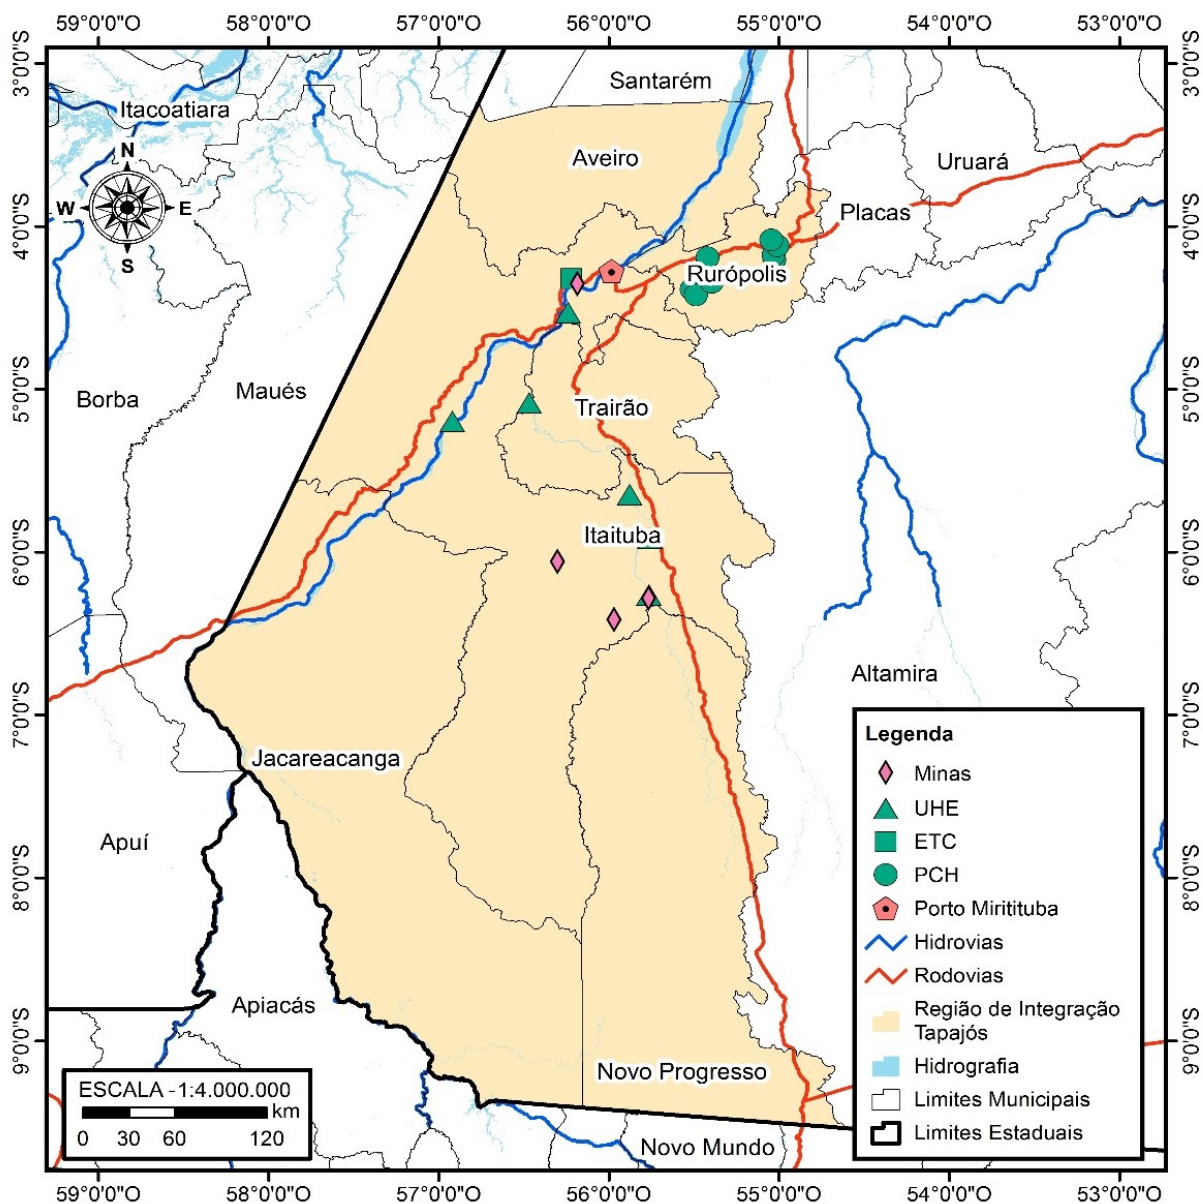 59°0'0"O 58°0'0"O 57°0'0"O 56°0'0"O 55°0'0"O 54°0'0"O 53°0'0"O
3°0'0"S 3°0'0"S
Santarém
Itacoatiara
N
Aveiro
Uruará
W E
Placas
4°0'0"S 4°0'0"S
S
Rurópolis
5°0'0"S 5°0'0"S
Borba
Maués
Trairão
Itaituba
6°0'0"S 6°0'0"S
Altamira
7°0'0"S 7°0'0"S
Jacareacanga
Apuí
8°0'0"S 8°0'0"S
Apiacás
9°0'0"S 9°0'0"S
Novo Progresso
Novo Mundo
Legenda
Minas
UHE
ETC
PCH
Porto Miritituba
Hidrovias
Rodovias
Região de Integração
Tapajós
Hidrografia
Limites Municipais
Limites Estaduais
ESCALA -1:4.000.000
km
0 30 60 120
59°0'0"O 58°0'0"O 57°0'0"O 56°0'0"O 55°0'0"O 54°0'0"O 53°0'0"O